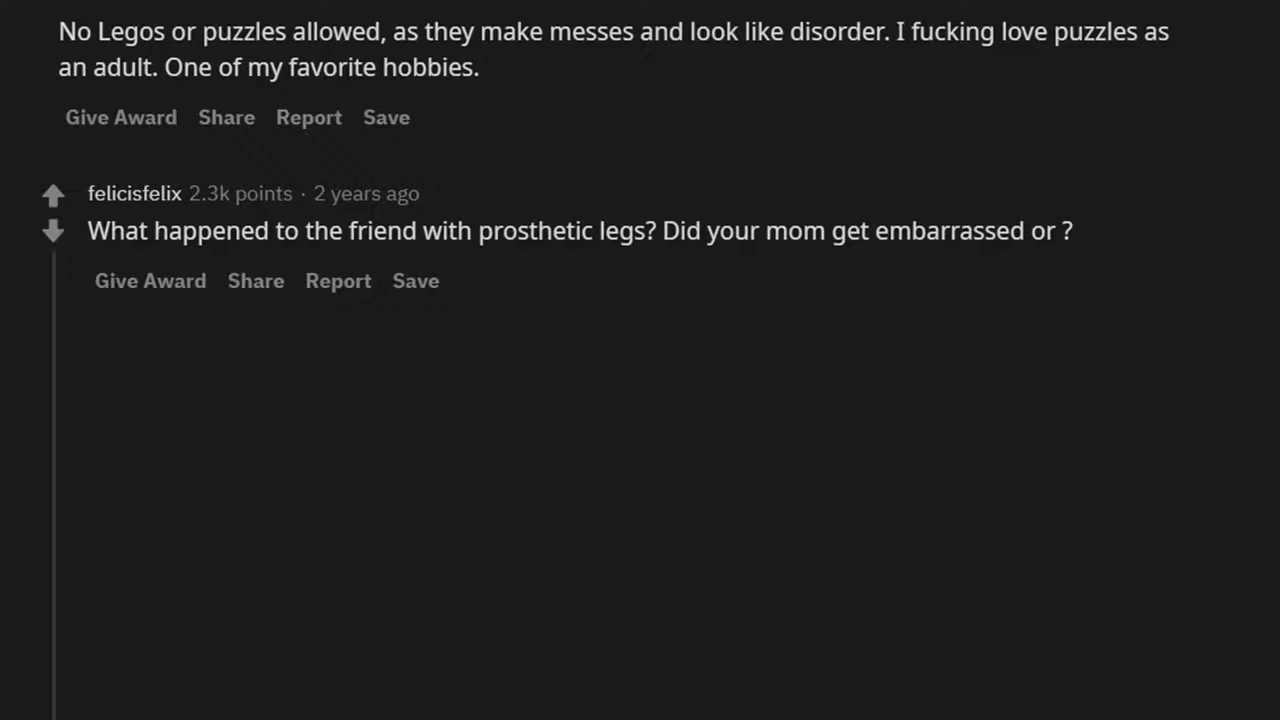 No Legos or puzzles allowed, as they make messes and look like disorder. I fucking love puzzles as
an adult. One of my favorite hobbies.
Give Award Share Report Save
felicisfelix 2.3k points · 2 years ago
What happened to the friend with prosthetic legs? Did your mom get embarrassed or ?
Give Award Share Report Save